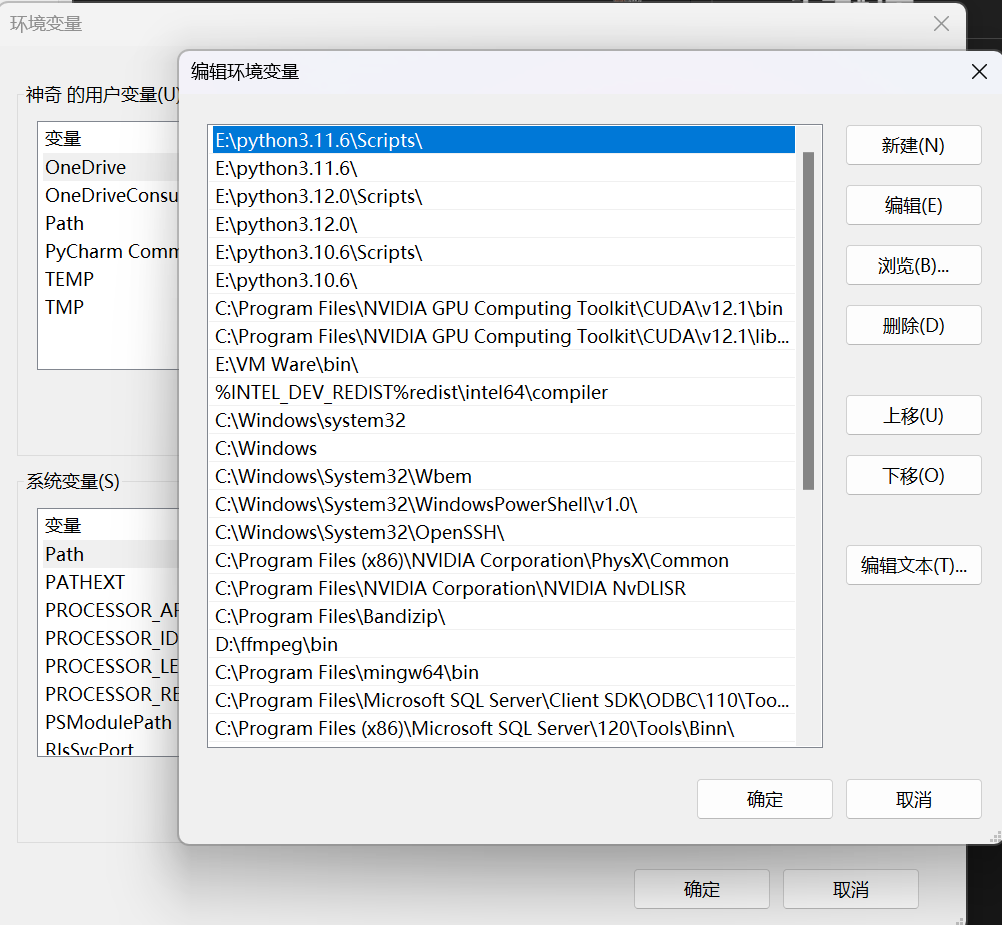 环境变量
编辑环境变量
神奇 的用户变量(U)
变量
OneDrive
OneDriveConsu
Path
PyCharm Comm
TEMP
TMP
系统变量(S)
变量
Path
PATHEXT
PROCESSOR_AR
PROCESSOR_ID
PROCESSOR_LE
PROCESSOR_RE
PSModulePath
RlsSvcPort
E:\python3.11.6\Scripts\
E:\python3.11.6\
E:\python3.12.0\Scripts\
E:\python3.12.0\
E:\python3.10.6\Scripts\
E:\python3.10.6\
C:\Program Files\NVIDIA GPU Computing Toolkit\CUDA\v12.1\bin
C:\Program Files\NVIDIA GPU Computing Toolkit\CUDA\v12.1\lib...
E:\VM Ware\bin\
%INTEL_DEV_REDIST%redist\intel64\compiler
C:\Windows\system32
C:\Windows
C:\Windows\System32\Wbem
C:\Windows\System32\WindowsPowerShell\v1.0\
C:\Windows\System32\OpenSSH\
C:\Program Files (x86)\NVIDIA Corporation\PhysX\Common
C:\Program Files\NVIDIA Corporation\NVIDIA NvDLISR
C:\Program Files\Bandizip\
D:\ffmpeg\bin
C:\Program Files\mingw64\bin
C:\Program Files\Microsoft SQL Server\Client SDK\ODBC\110\Too...
C:\Program Files (x86)\Microsoft SQL Server\120\Tools\Binn\
新建(N)
编辑(E)
浏览(B)...
删除(D)
上移(U)
下移(O)
编辑文本(T)...
确定
取消
确定
取消